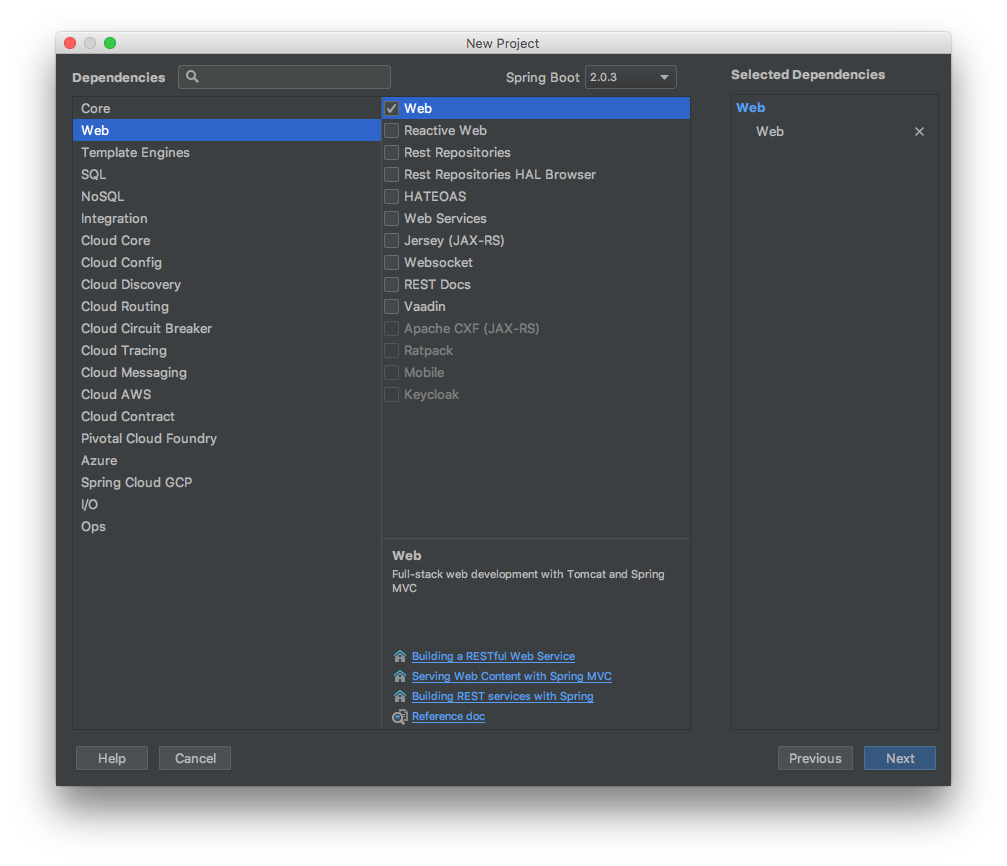 New Project
Dependencies
Spring Boot 2.0.3
Selected Dependencies
Core
Web
Template Engines
SQL
NoSQL
Integration
Cloud Core
Cloud Config
Cloud Discovery
Cloud Routing
Cloud Circuit Breaker
Cloud Tracing
Cloud Messaging
Cloud AWS
Cloud Contract
Pivotal Cloud Foundry
Azure
Spring Cloud GCP
I/O
Ops
Web
Reactive Web
Rest Repositories
Rest Repositories HAL Browser
HATEOAS
Web Services
Jersey (JAX-RS)
Websocket
REST Docs
Vaadin
Apache CXF (JAX-RS)
Ratpack
Mobile
Keycloak
Web
Full-stack web development with Tomcat and Spring
MVC
Building a RESTful Web Service
Serving Web Content with Spring MVC
Building REST services with Spring
Reference doc
Web
Web
Help
Cancel
Previous
Next